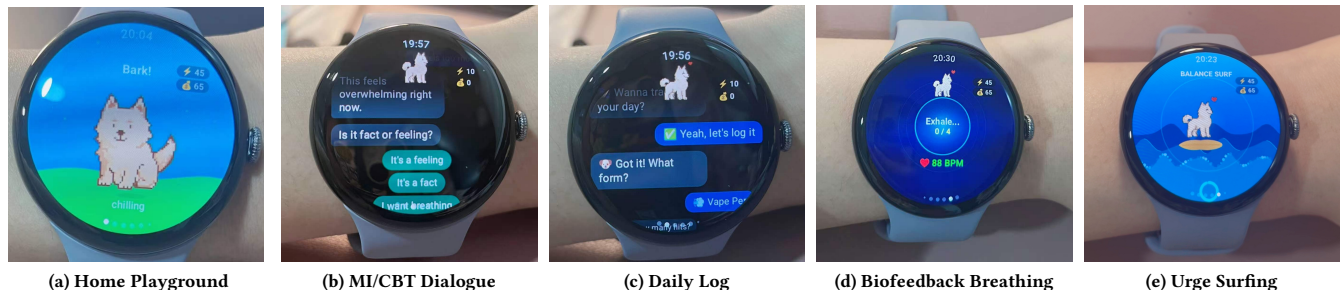 20:04
Bark!
⚡ 45
💰 65
chilling
19:57
⚡ 10
💰 0
This feels
overwhelming right
now.
Is it fact or feeling?
It's a feeling
It's a fact
I want breathing
19:56
⚡ 10
💰 0
Wanna
your day?
✅ Yeah, let's log it
🐶 Got it! What
form?
💨 Vape
many hits?
20:30
⚡ 45
💰 65
Exhale...
0 / 4
❤️ 88 BPM
20:23
BALANCE SURF
⚡ 45
💰 65
(a) Home Playground
(b) MI/CBT Dialogue
(c) Daily Log
(d) Biofeedback Breathing
(e) Urge Surfing